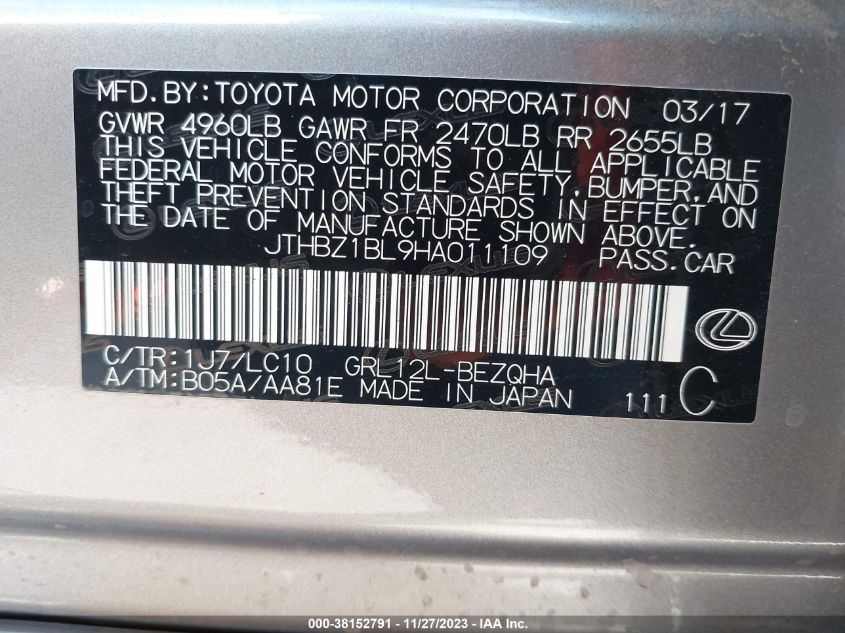 MFD.BY:TOYOTA MOTOR CORPORATION 03/17
GVWR 4960LB GAWR FR 2470LB RR 2655LB
THIS VEHICLE CONFORMS TO ALL APPLICABLE
FEDERAL MOTOR VEHICLE SAFETY,BUMPER,AND
THEFT PREVENTION STANDARDS IN EFFECT ON
THE DATE OF MANUFACTURE SHOWN ABOVE.
JTHBZ1BL9HA011109 PASS.CAR
C/TR:1J7/LC10 GRL12L-BEZQHA
A/TM:B05A/AA81E MADE IN JAPAN 111 C
000-38152791 - 11/27/2023 - IAA Inc.